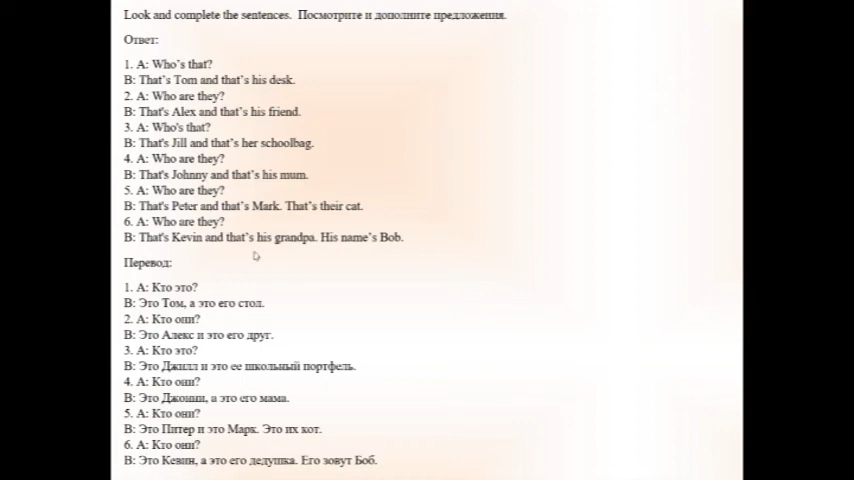 Look and complete the sentences. Посмотрите и дополните предложения.
Ответ:
1. A: Who’s that?
B: That’s Tom and that’s his desk.
2. A: Who are they?
B: That's Alex and that’s his friend.
3. A: Who's that?
B: That's Jill and that’s her schoolbag.
4. A: Who are they?
B: That's Johnny and that’s his mum.
5. A: Who are they?
B: That's Peter and that’s Mark. That’s their cat.
6. A: Who are they?
B: That's Kevin and that’s his grandpa. His name’s Bob.
Перевод:
1. А: Кто это?
В: Это Том, а это его стол.
2. А: Кто они?
В: Это Алекс и это его друг.
3. А: Кто это?
В: Это Джилл и это ее школьный портфель.
4. А: Кто они?
В: Это Джонни, а это его мама.
5. А: Кто они?
В: Это Питер и это Марк. Это их кот.
6. А: Кто они?
В: Это Кевин, а это его дедушка. Его зовут Боб.